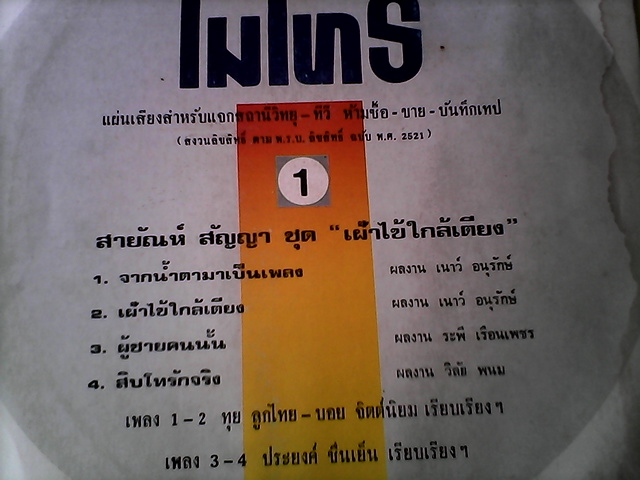 ไมโทร
แผ่นเสียงสำหรับแจกสถานีวิทยุ - ทีวี ห้ามซื้อ - ขาย - บันทึกเทป
(สงวนลิขสิทธิ์ ตาม พ.ร.บ. ลิขสิทธิ์ ฉบับ พ.ศ. 2521)
1
สายัณห์ สัญญา ชุด “เฝ้าไข้ใกล้เตียง”
1. จากน้ำตามาเป็นเพลง ผลงาน เนาว์ อนุรักษ์
2. เฝ้าไข้ใกล้เตียง ผลงาน เนาว์ อนุรักษ์
3. ผู้ชายคนนั้น ผลงาน ระพี เรือนเพชร
4. สิบโทรักจริง ผลงาน วิลัย พนม
เพลง 1-2 ทุย ลูกไทย - บอย จิตต์นิยม เรียบเรียงฯ
เพลง 3-4 ประยงค์ ชื่นเย็น เรียบเรียงฯ